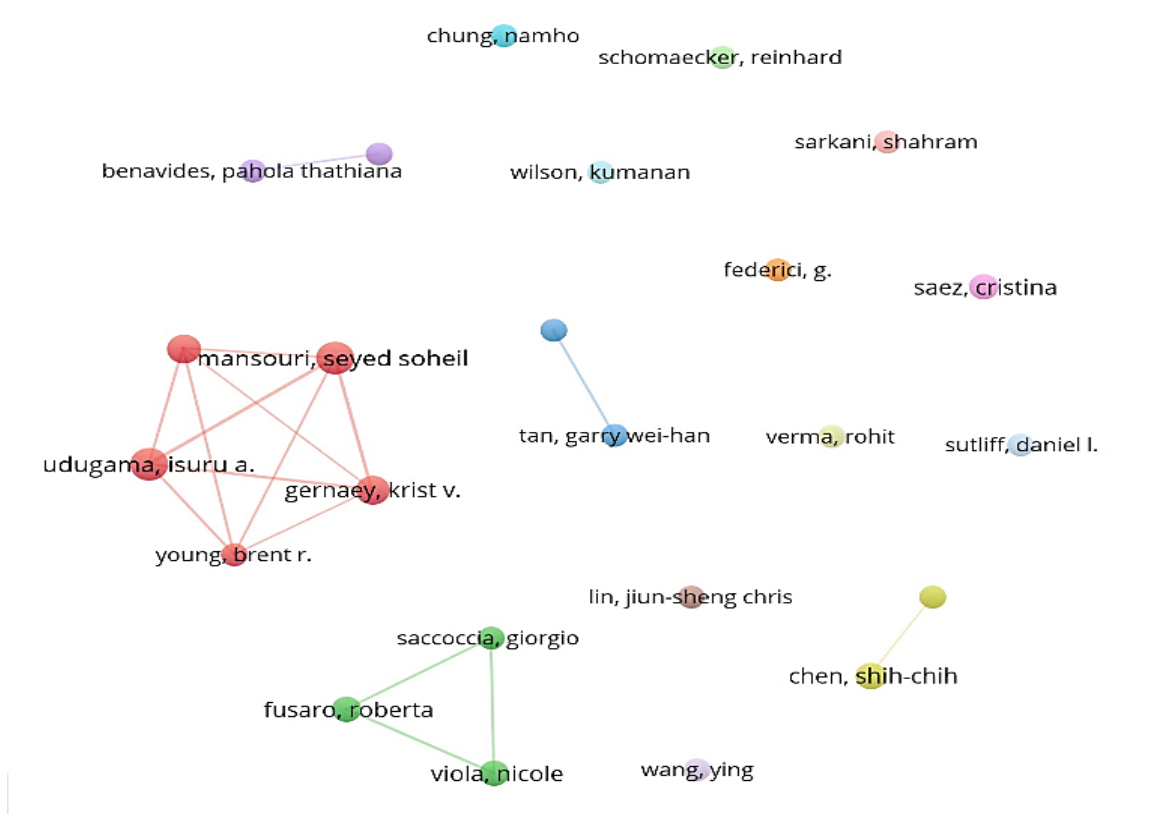 chung, namho
schomaecker, reinhard
sarkani, shahram
benavides, pahola thathiana
wilson, kumanan
federici, g.
saez, cristina
mansouri, seyed soheil
tan, garry wei-han
verma, rohit
sutliff, daniel l.
udugama, isuru a.
gernaey, krist v.
young, brent r.
lin, jiun-sheng chris
saccoccia, giorgio
chen, shih-chih
fusaro, roberta
viola, nicole
wang, ying